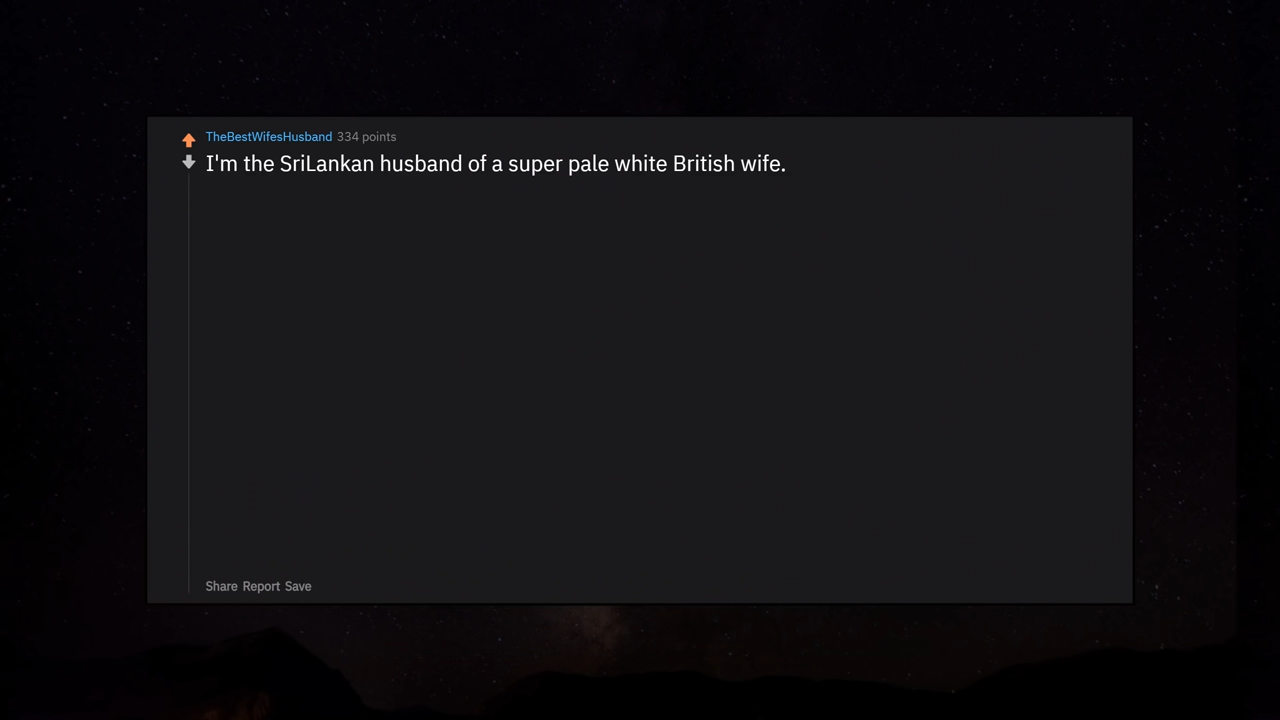 TheBestWifesHusband 334 points
I'm the SriLankan husband of a super pale white British wife.
Share Report Save